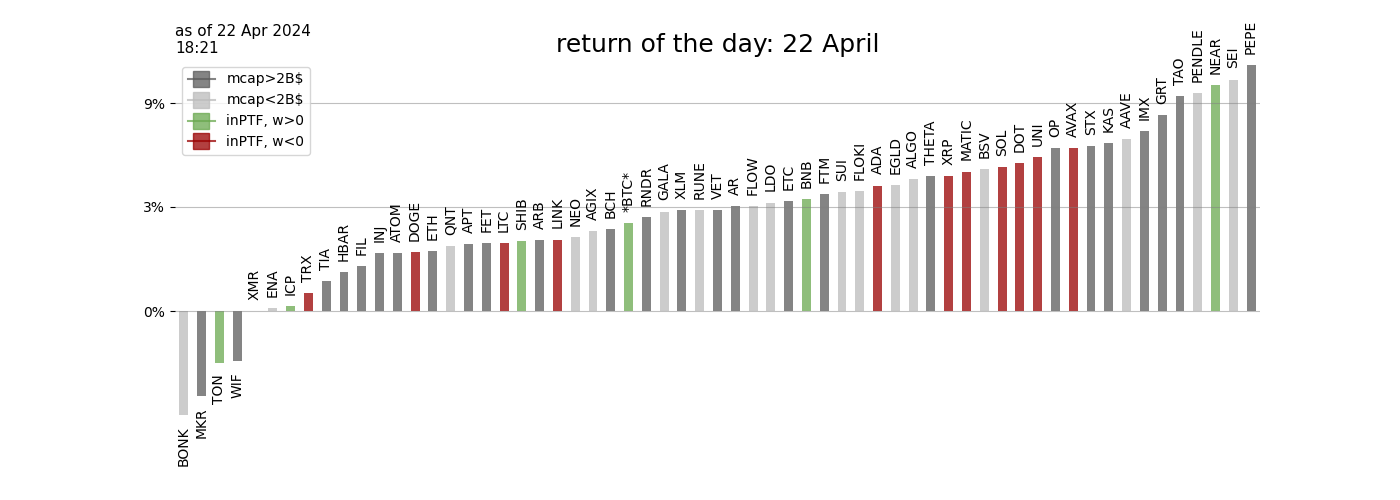 as of 22 Apr 2024
18:21
return of the day: 22 April
mcap>2B$
mcap<2B$
inPTF, w>0
inPTF, w<0
9%
3%
0%
BONK
MKR
TON
WIF
XMR
ENA
ICP
TRX
TIA
HBAR
FIL
INJ
ATOM
DOGE
ETH
QNT
APT
FET
LTC
SHIB
ARB
LINK
NEO
AGIX
BCH
*BTC*
RNDR
GALA
XLM
RUNE
VET
AR
FLOW
LDO
ETC
BNB
FTM
SUI
FLOKI
ADA
EGLD
ALGO
THETA
XRP
MATIC
BSV
SOL
DOT
UNI
OP
AVAX
STX
KAS
AAVE
IMX
GRT
TAO
PENDLE
NEAR
SEI
PEPE